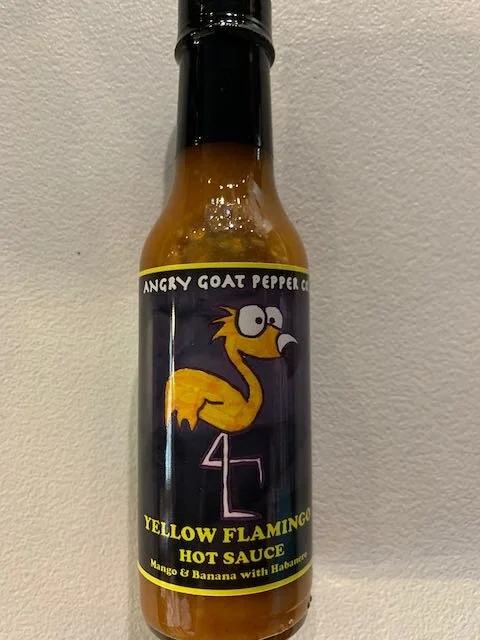 ANGRY GOAT PEPPER CO
YELLOW FLAMINGO
HOT SAUCE
Mango & Banana with Habanero